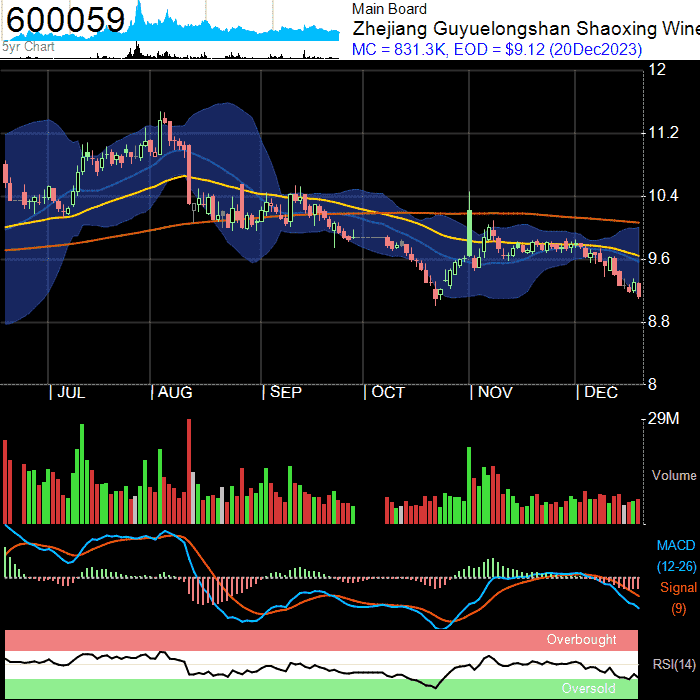 600059
5yr Chart
Main Board
Zhejiang Guyuelongshan Shaoxing Wine
MC = 831.3K, EOD = $9.12 (20Dec2023)
12
11.2
10.4
9.6
8.8
8
| JUL | AUG | SEP | OCT | NOV | DEC
29M
Volume
MACD
(12-26)
Signal
(9)
Overbought
RSI(14)
Oversold